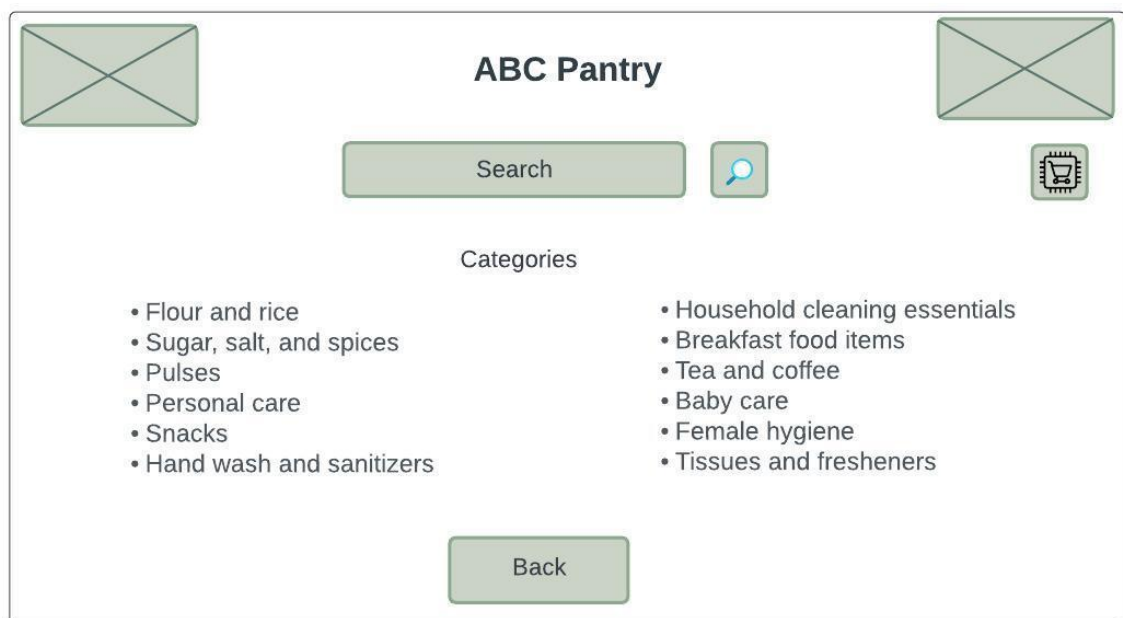 ABC Pantry
Search
Categories
• Flour and rice
• Sugar, salt, and spices
• Pulses
• Personal care
• Snacks
• Hand wash and sanitizers
• Household cleaning essentials
• Breakfast food items
• Tea and coffee
• Baby care
• Female hygiene
• Tissues and fresheners
Back